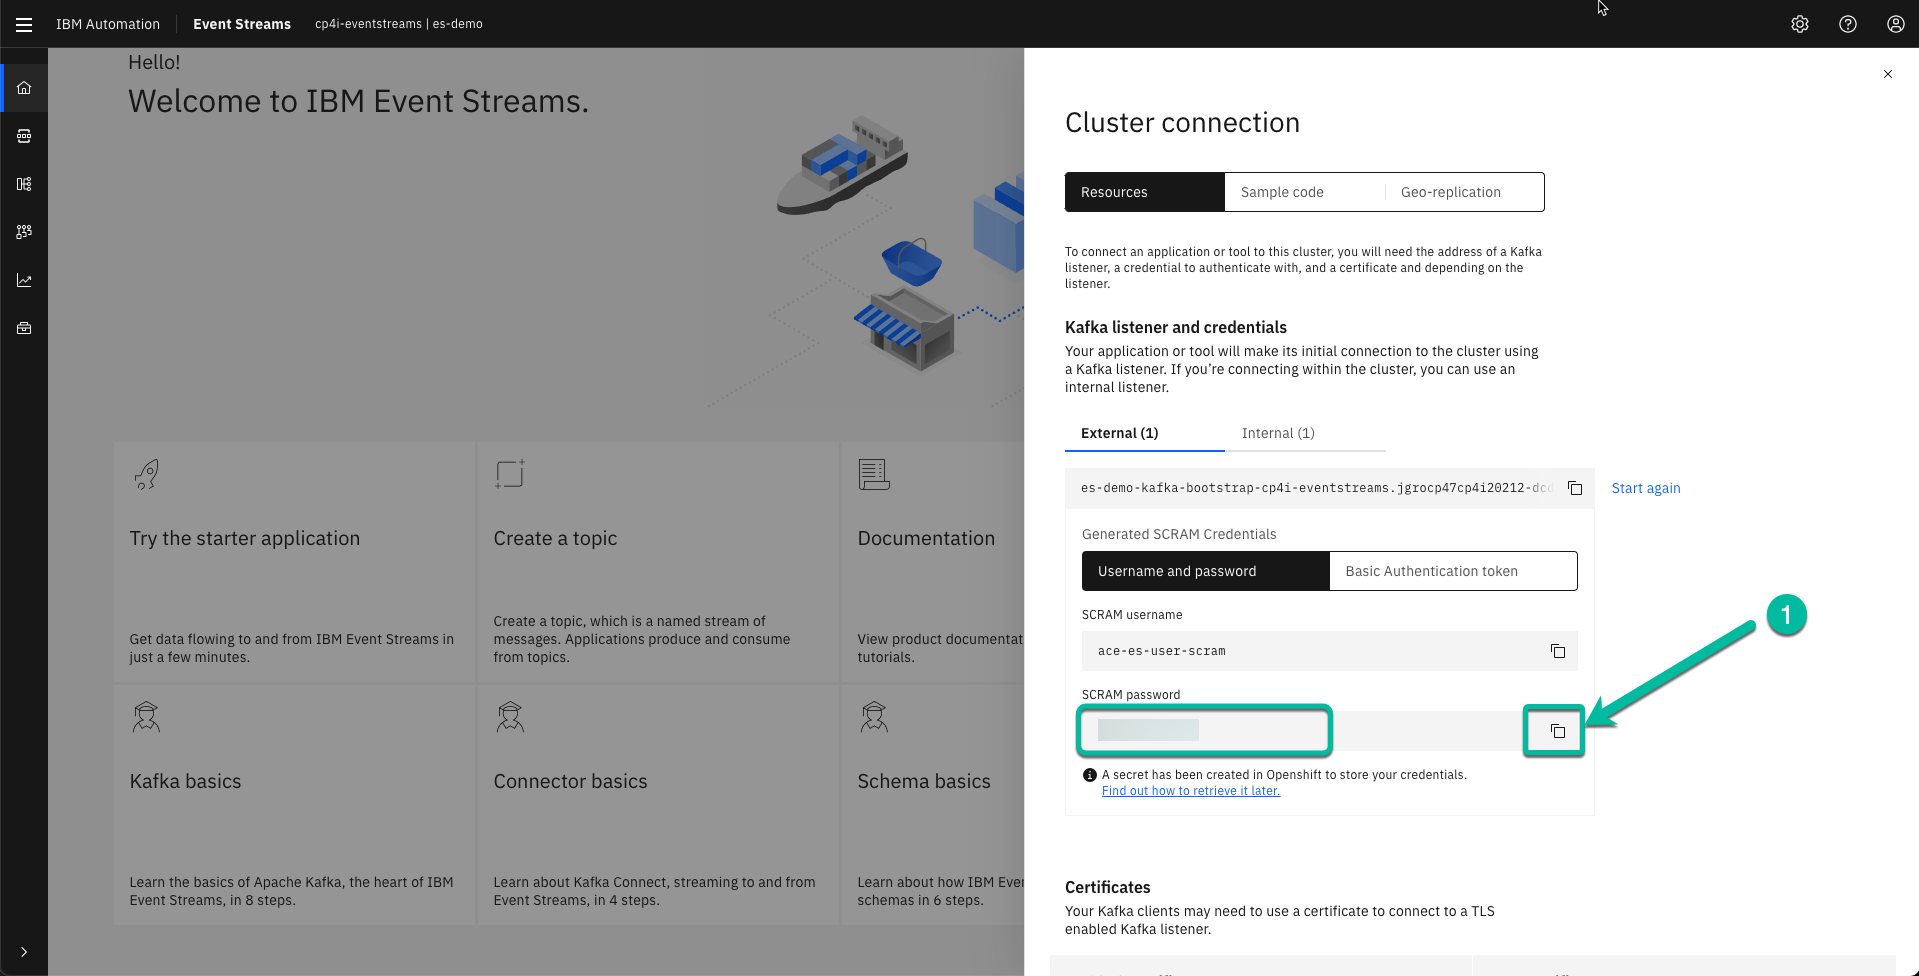 IBM Automation
Event Streams
cp4i-eventstreams | es-demo
Hello!
Welcome to IBM Event Streams.
Try the starter application
Get data flowing to and from IBM Event Streams in
just a few minutes.
Create a topic
Create a topic, which is a named stream of
messages. Applications produce and consume
from topics.
Documentation
View product documentat
tutorials.
Kafka basics
Learn the basics of Apache Kafka, the heart of IBM
Event Streams, in 8 steps.
Connector basics
Learn about Kafka Connect, streaming to and from
Event Streams, in 4 steps.
Schema basics
Learn about how IBM Eve
schemas in 6 steps.
Cluster connection
Resources
Sample code
Geo-replication
To connect an application or tool to this cluster, you will need the address of a Kafka
listener, a credential to authenticate with, and a certificate and depending on the
listener.
Kafka listener and credentials
Your application or tool will make its initial connection to the cluster using
a Kafka listener. If you’re connecting within the cluster, you can use an
internal listener.
External (1)
Internal (1)
es-demo-kafka-bootstrap-cp4i-eventstreams.jgrocp47cp4i20212-dcd
Start again
Generated SCRAM Credentials
Username and password
Basic Authentication token
SCRAM username
ace-es-user-scram
SCRAM password
1
A secret has been created in Openshift to store your credentials.
Find out how to retrieve it later.
Certificates
Your Kafka clients may need to use a certificate to connect to a TLS
enabled Kafka listener.